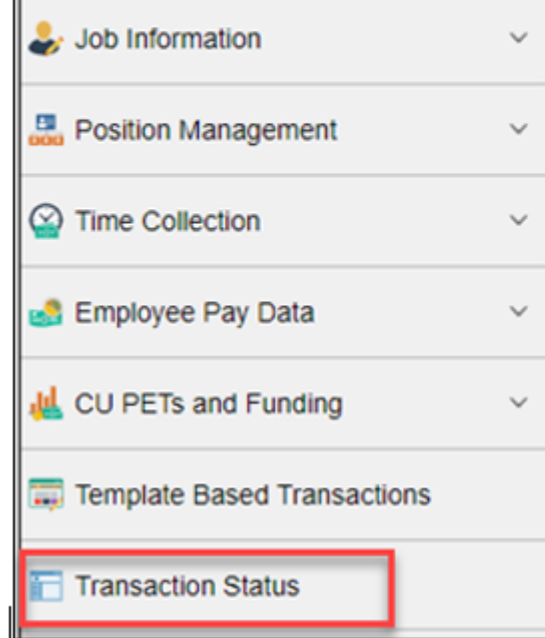 Job Information
Position Management
Time Collection
Employee Pay Data
CU PETs and Funding
Template Based Transactions
Transaction Status